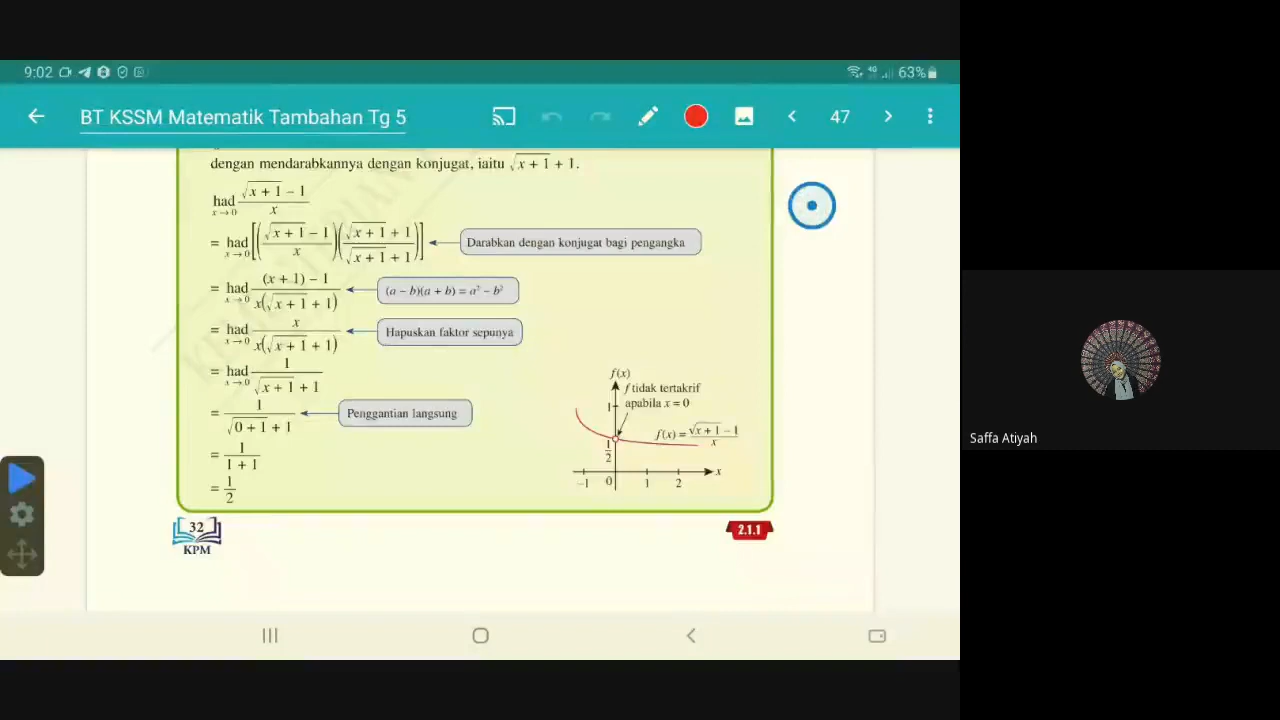 9:02 4G 63%
BT KSSM Matematik Tambahan Tg 5 47
dengan mendarabkannya dengan konjugat, iaitu √(x + 1) + 1.
had x → 0 (√(x + 1) – 1)/x
= had x → 0 [((√(x + 1) – 1)/x)((√(x + 1) + 1)/(√(x + 1) + 1))] Darabkan dengan konjugat bagi pengangka
= had x → 0 ((x + 1) – 1)/(x(√(x + 1) + 1)) (a – b)(a + b) = a² – b²
= had x → 0 x/(x(√(x + 1) + 1)) Hapuskan faktor sepunya
= had x → 0 1/(√(x + 1) + 1)
= 1/(√(0 + 1) + 1) Penggantian langsung
= 1/(1 + 1)
= 1/2
f(x)
f tidak tertakrif
apabila x = 0
1
f(x) = (√(x + 1) – 1)/x
1/2
x
–1 0 1 2
32
KPM
2.1.1
Saffa Atiyah